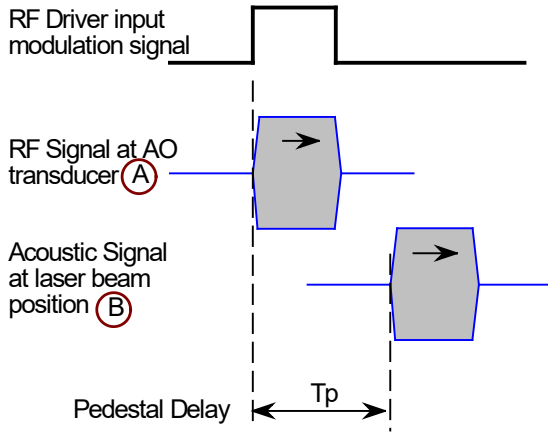 RF Driver input
modulation signal
RF Signal at AO
transducer A
Acoustic Signal
at laser beam
position B
Pedestal Delay
Tp